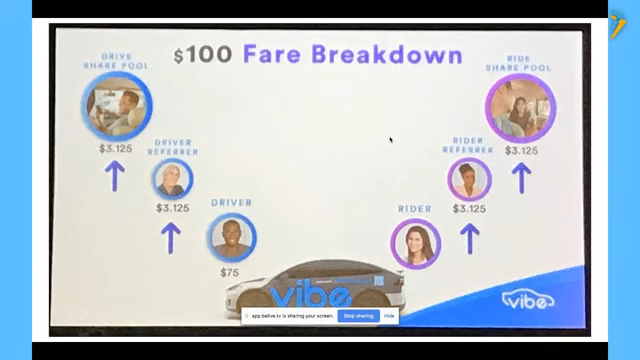 $100 Fare Breakdown
DRIVE
SHARE POOL
$3.125
DRIVER
REFERRER
$3.125
DRIVER
$75
RIDE
SHARE POOL
$3.125
RIDER
REFERRER
$3.125
RIDER
vibe
vibe
app.belive.tv is sharing your screen.
Stop sharing
Hide